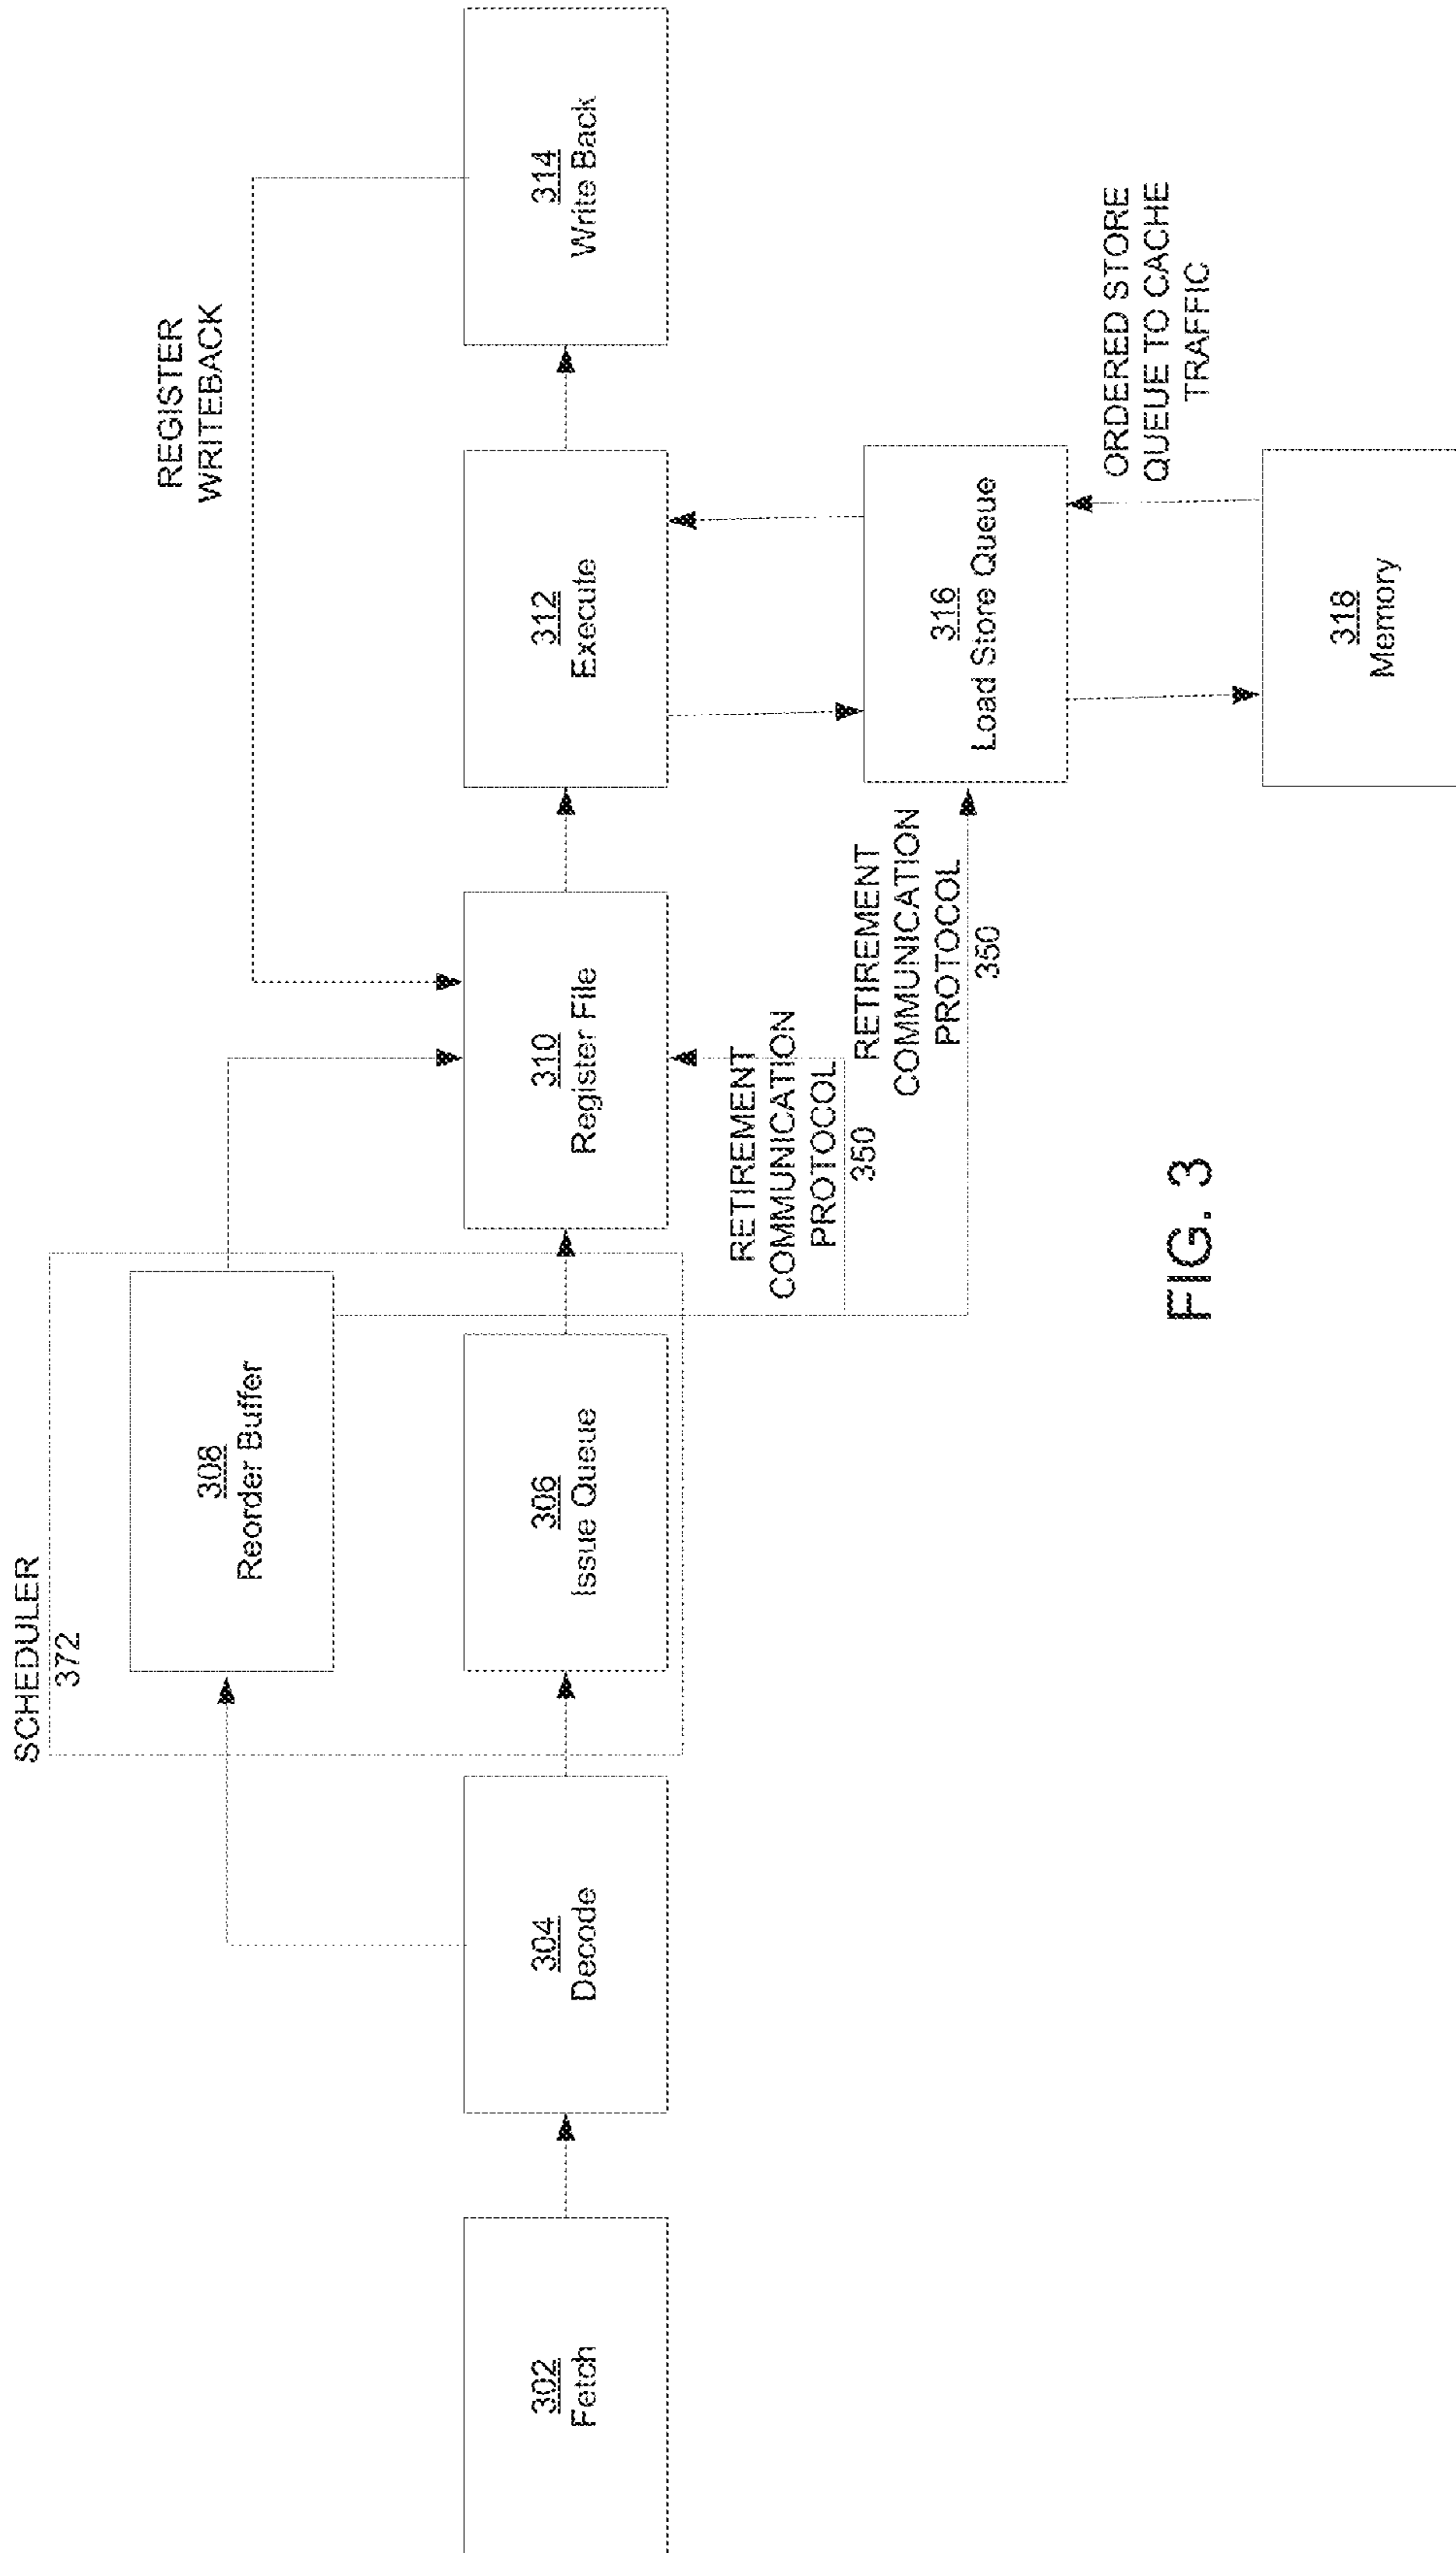 SCHEDULER
372
308
Reorder Buffer
REGISTER
WRITEBACK
302
Fetch
304
Decode
306
Issue Queue
310
Register File
312
Execute
314
Write Back
RETIREMENT
COMMUNICATION
PROTOCOL
350
RETIREMENT
COMMUNICATION
PROTOCOL
350
316
Load Store Queue
ORDERED STORE
QUEUE TO CACHE
TRAFFIC
318
Memory
FIG. 3